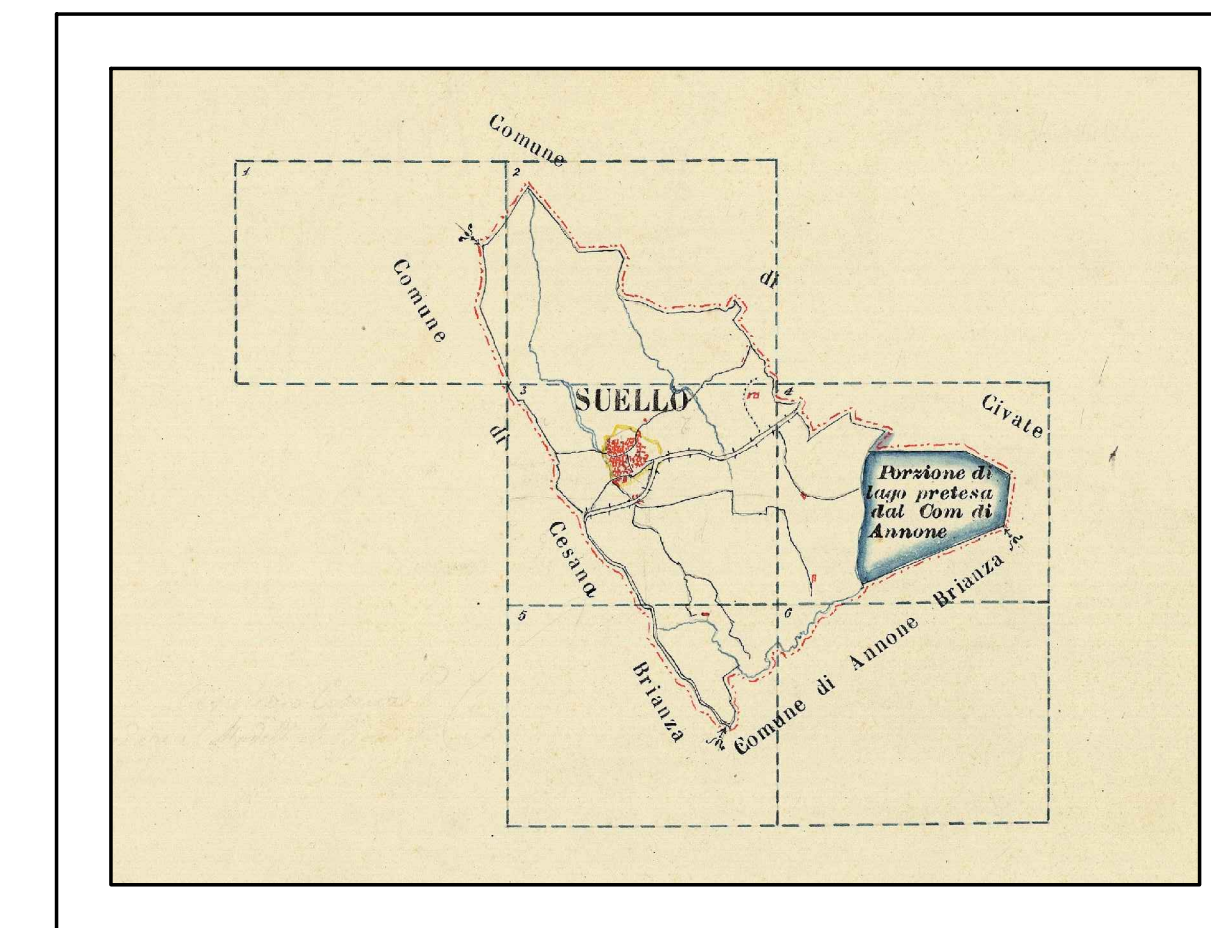 Comune
di
Civate
Comune
di
Cesana
Brianza
Comune di Annone Brianza
1
2
3
4
5
6
SUELLO
Porzione di
lago pretesa
dal Com di
Annone